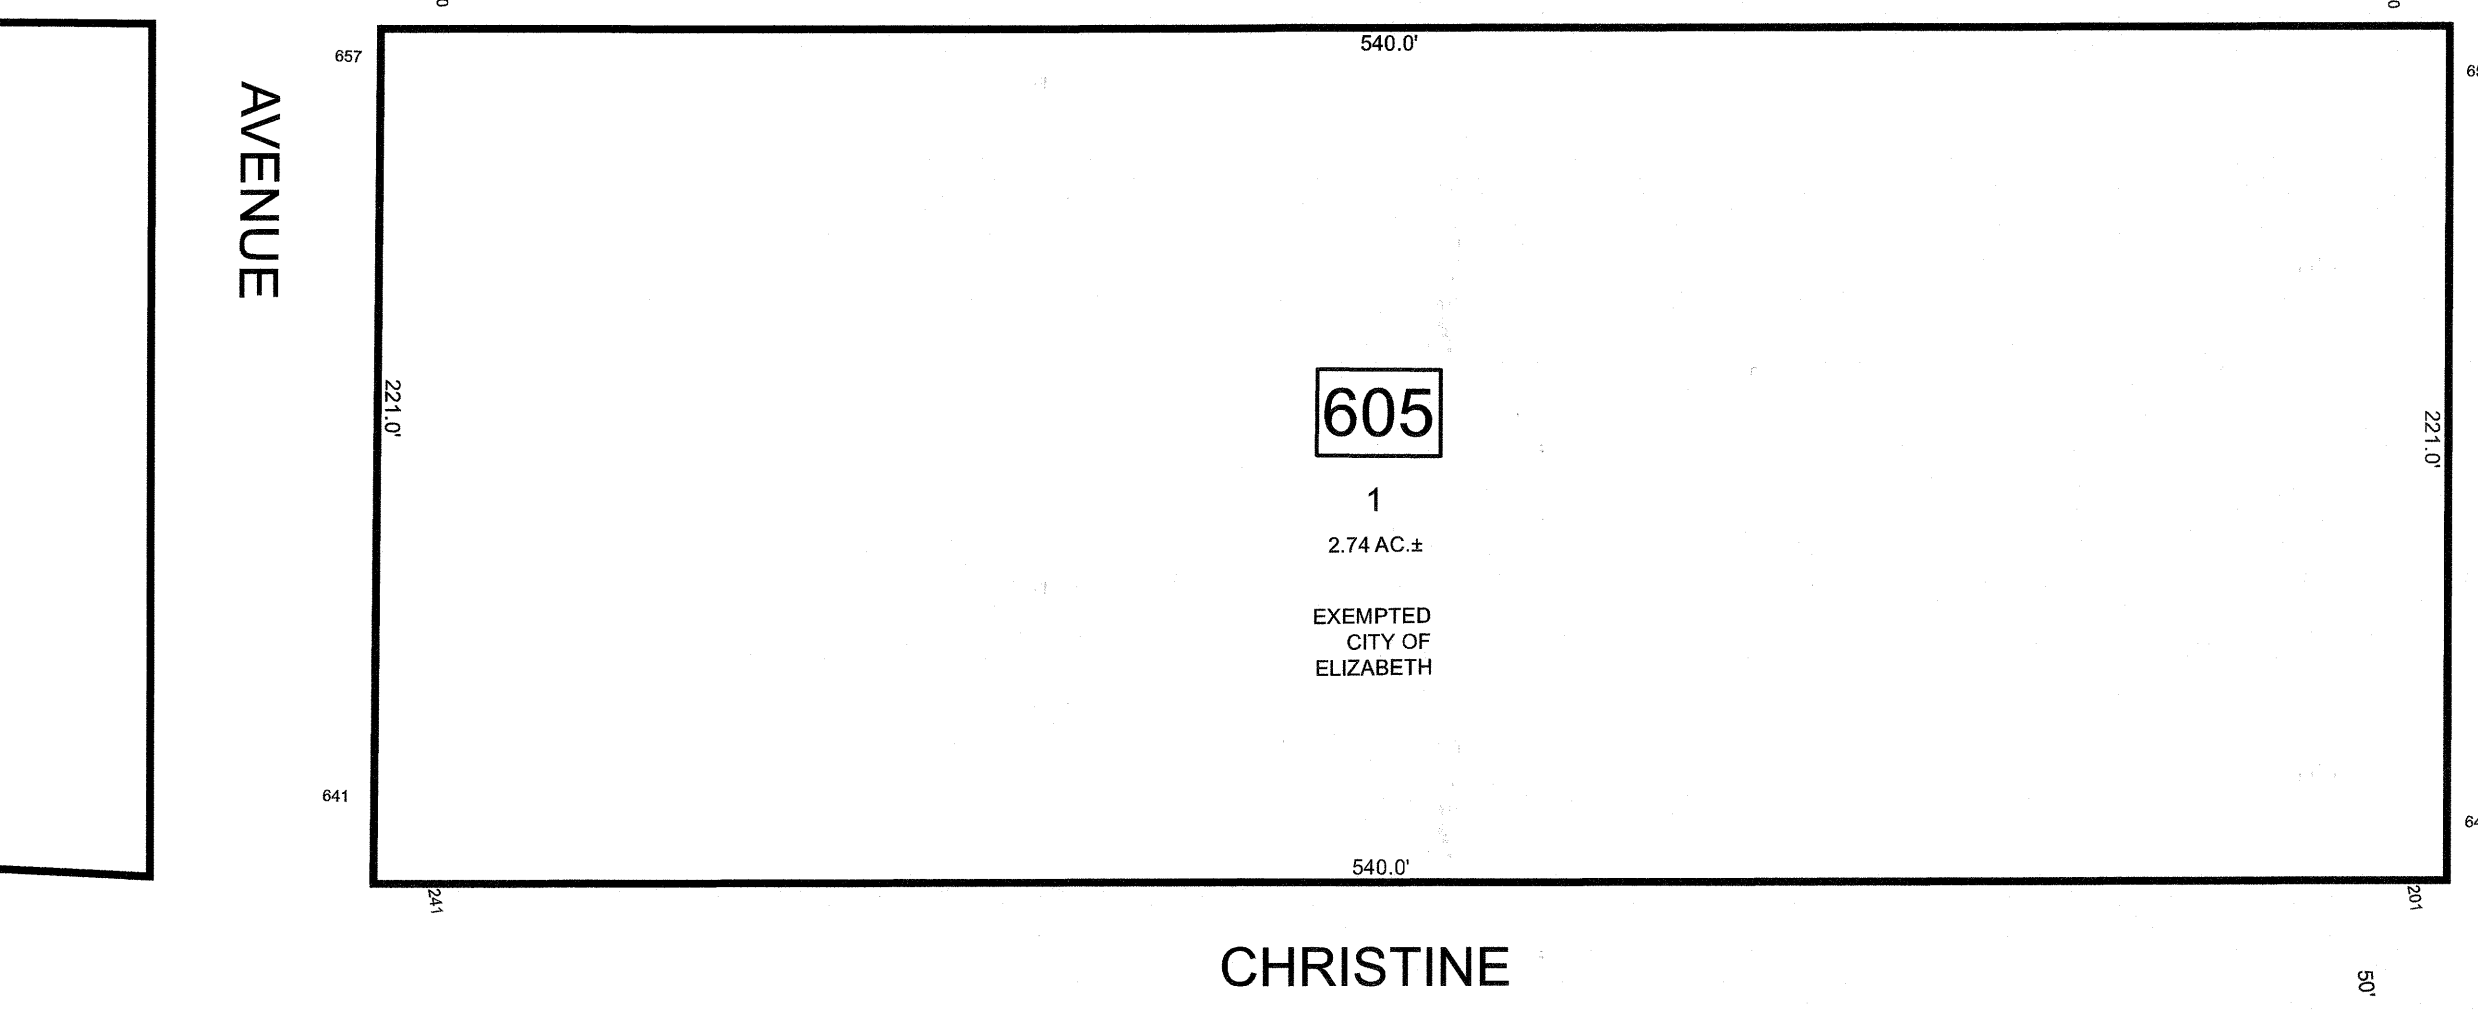 540.0'
657
AVENUE
221.0'
605
221.0'
1
2.74 AC.±
EXEMPTED
CITY OF
ELIZABETH
641
540.0'
241
201
CHRISTINE
50'